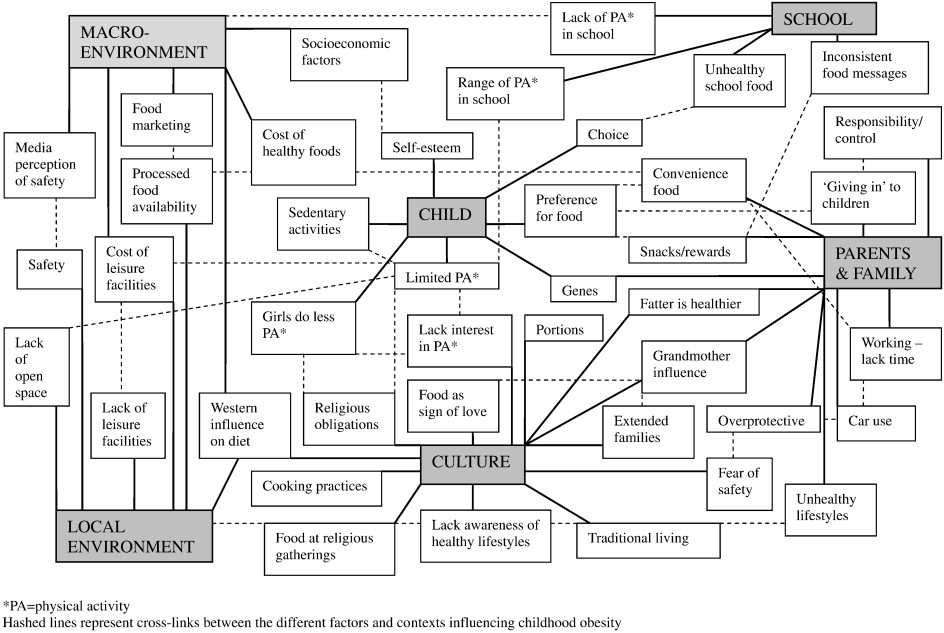 MACRO-
ENVIRONMENT
Lack of PA*
in school
SCHOOL
Socioeconomic
factors
Inconsistent
food messages
Range of PA*
in school
Unhealthy
school food
Food
marketing
Cost of
healthy foods
Choice
Responsibility/
control
Media
perception
of safety
Self-esteem
Processed
food
availability
Convenience
food
‘Giving in’ to
children
Sedentary
activities
CHILD
Preference
for food
Snacks/rewards
PARENTS
& FAMILY
Safety
Cost of
leisure
facilities
Limited PA*
Genes
Girls do less
PA*
Fatter is healthier
Lack interest
in PA*
Portions
Lack
of
open
space
Grandmother
influence
Working –
lack time
Lack of
leisure
facilities
Western
influence
on diet
Religious
obligations
Food as
sign of love
Extended
families
Overprotective
Car use
CULTURE
Cooking practices
Fear of
safety
Unhealthy
lifestyles
LOCAL
ENVIRONMENT
Food at religious
gatherings
Lack awareness of
healthy lifestyles
Traditional living
*PA=physical activity
Hashed lines represent cross-links between the different factors and contexts influencing childhood obesity